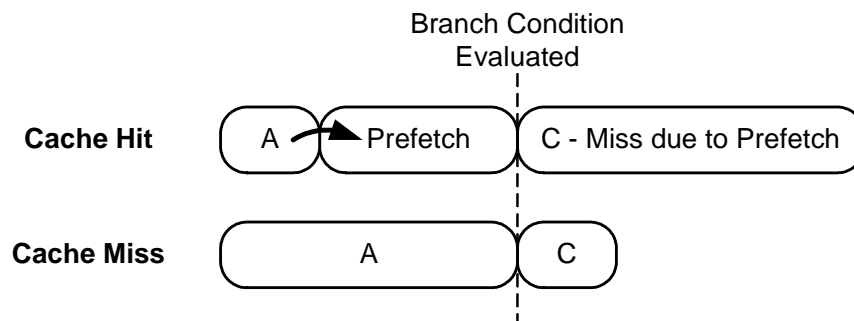 Branch Condition
Evaluated
Cache Hit
A
Prefetch
C - Miss due to Prefetch
Cache Miss
A
C